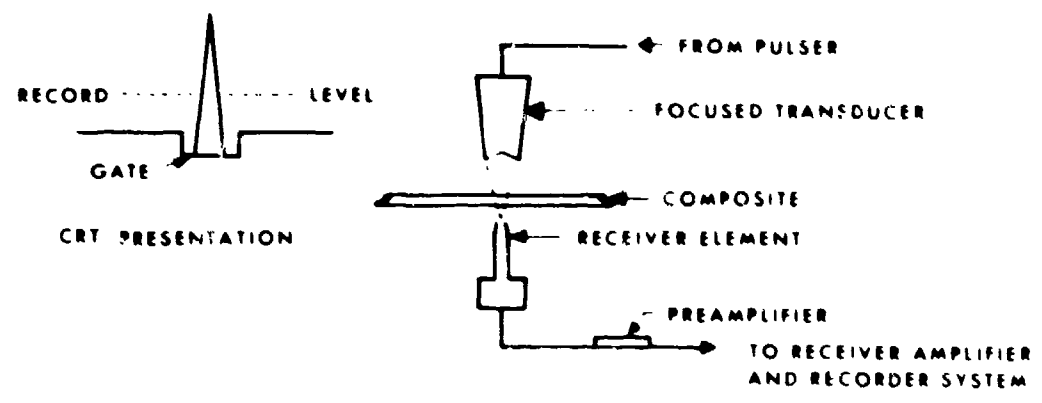 FROM PULSER
RECORD LEVEL
FOCUSED TRANSDUCER
GATE
COMPOSITE
CRT PRESENTATION
RECEIVER ELEMENT
PREAMPLIFIER
TO RECEIVER AMPLIFIER
AND RECORDER SYSTEM